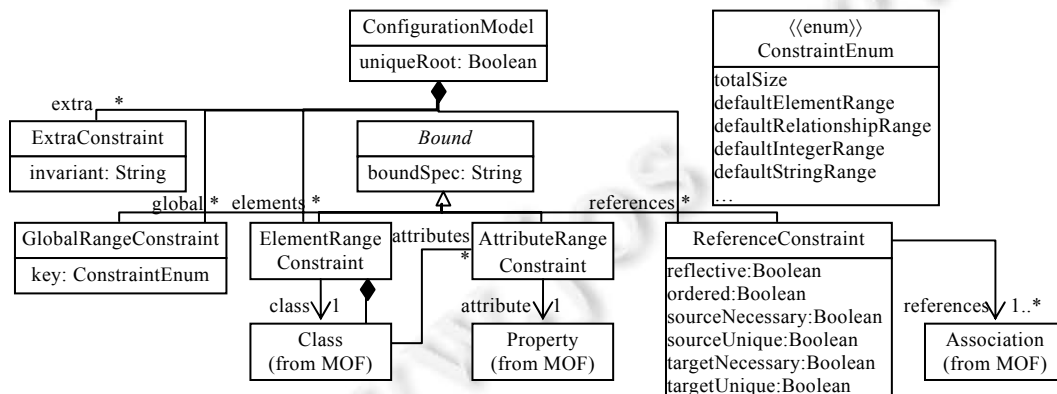 ConfigurationModel
uniqueRoot: Boolean
⟨⟨enum⟩⟩
ConstraintEnum
totalSize
defaultElementRange
defaultRelationshipRange
defaultIntegerRange
defaultStringRange
…
extra *
ExtraConstraint
invariant: String
Bound
boundSpec: String
global *
elements *
references *
GlobalRangeConstraint
key: ConstraintEnum
ElementRange
Constraint
attributes
*
AttributeRange
Constraint
ReferenceConstraint
reflective:Boolean
ordered:Boolean
sourceNecessary:Boolean
sourceUnique:Boolean
targetNecessary:Boolean
targetUnique:Boolean
class 1
attribute 1
references 1..*
Class
(from MOF)
Property
(from MOF)
Association
(from MOF)